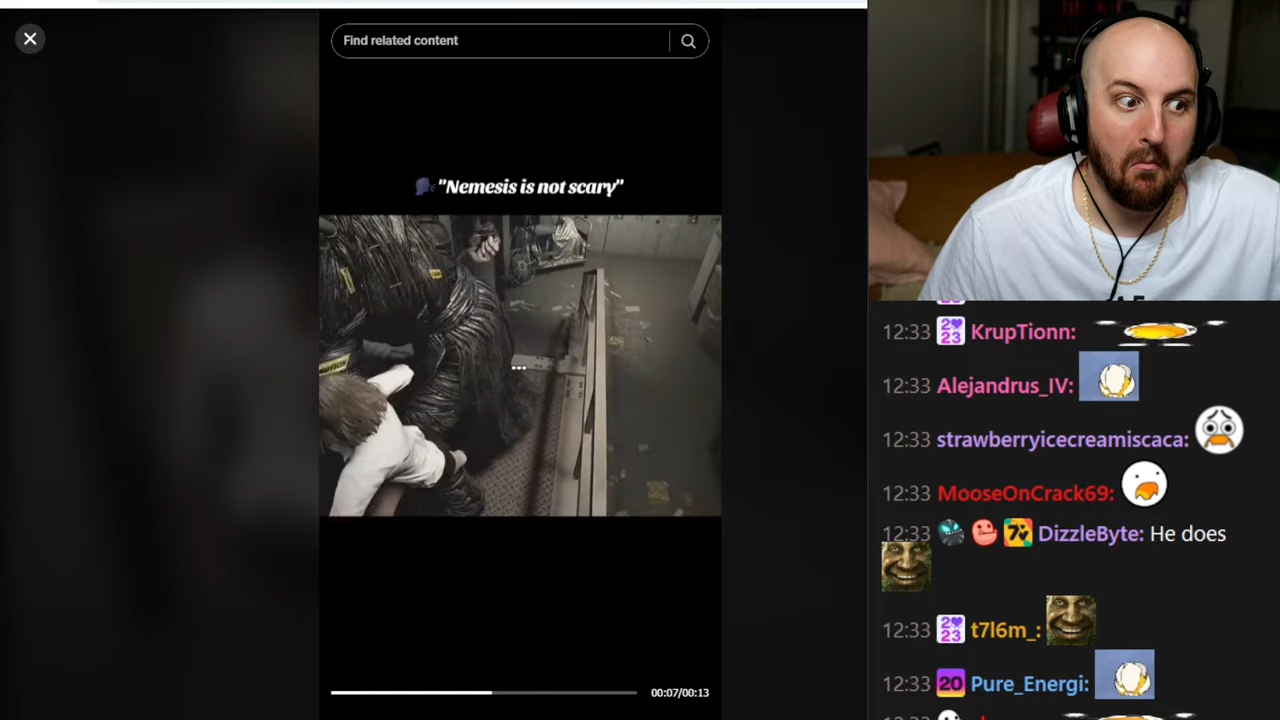 Find related content
"Nemesis is not scary"
00:07/00:13
12:33 KrupTionn:
12:33 Alejandrus_IV:
12:33 strawberryicecreamiscaca:
12:33 MooseOnCrack69:
12:33 DizzleByte: He does
12:33 t7l6m_:
12:33 20 Pure_Energi: